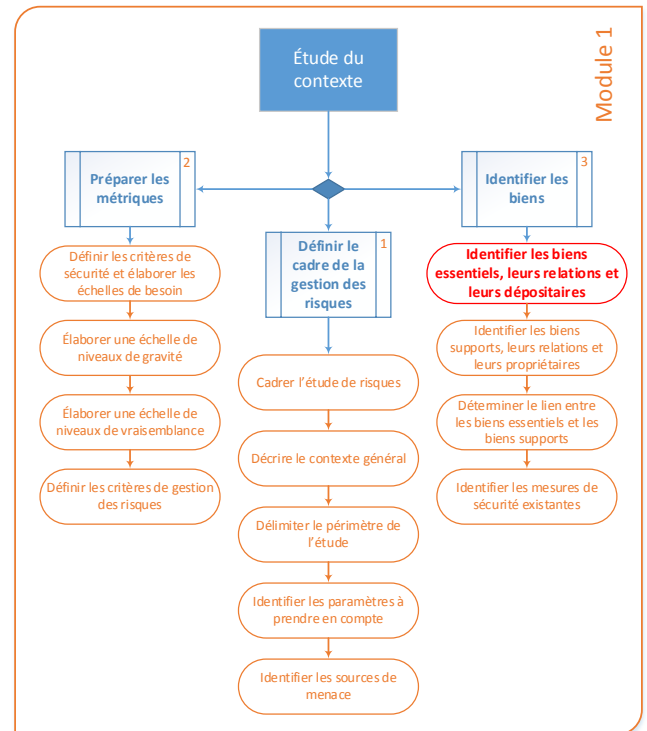 Module 1
Étude du
contexte
2
Préparer les
métriques
Définir les critères de
sécurité et élaborer les
échelles de besoin
Élaborer une échelle de
niveaux de gravité
Élaborer une échelle de
niveaux de vraisemblance
Définir les critères de gestion
des risques
1
Définir le
cadre de la
gestion des
risques
Cadrer l'étude de risques
Décrire le contexte général
Délimiter le périmètre de
l'étude
Identifier les paramètres à
prendre en compte
Identifier les sources de
menace
3
Identifier les
biens
Identifier les biens
essentiels, leurs relations et
leurs dépositaires
Identifier les biens
supports, leurs relations et
leurs propriétaires
Déterminer le lien entre
les biens essentiels et les
biens supports
Identifier les mesures de
sécurité existantes